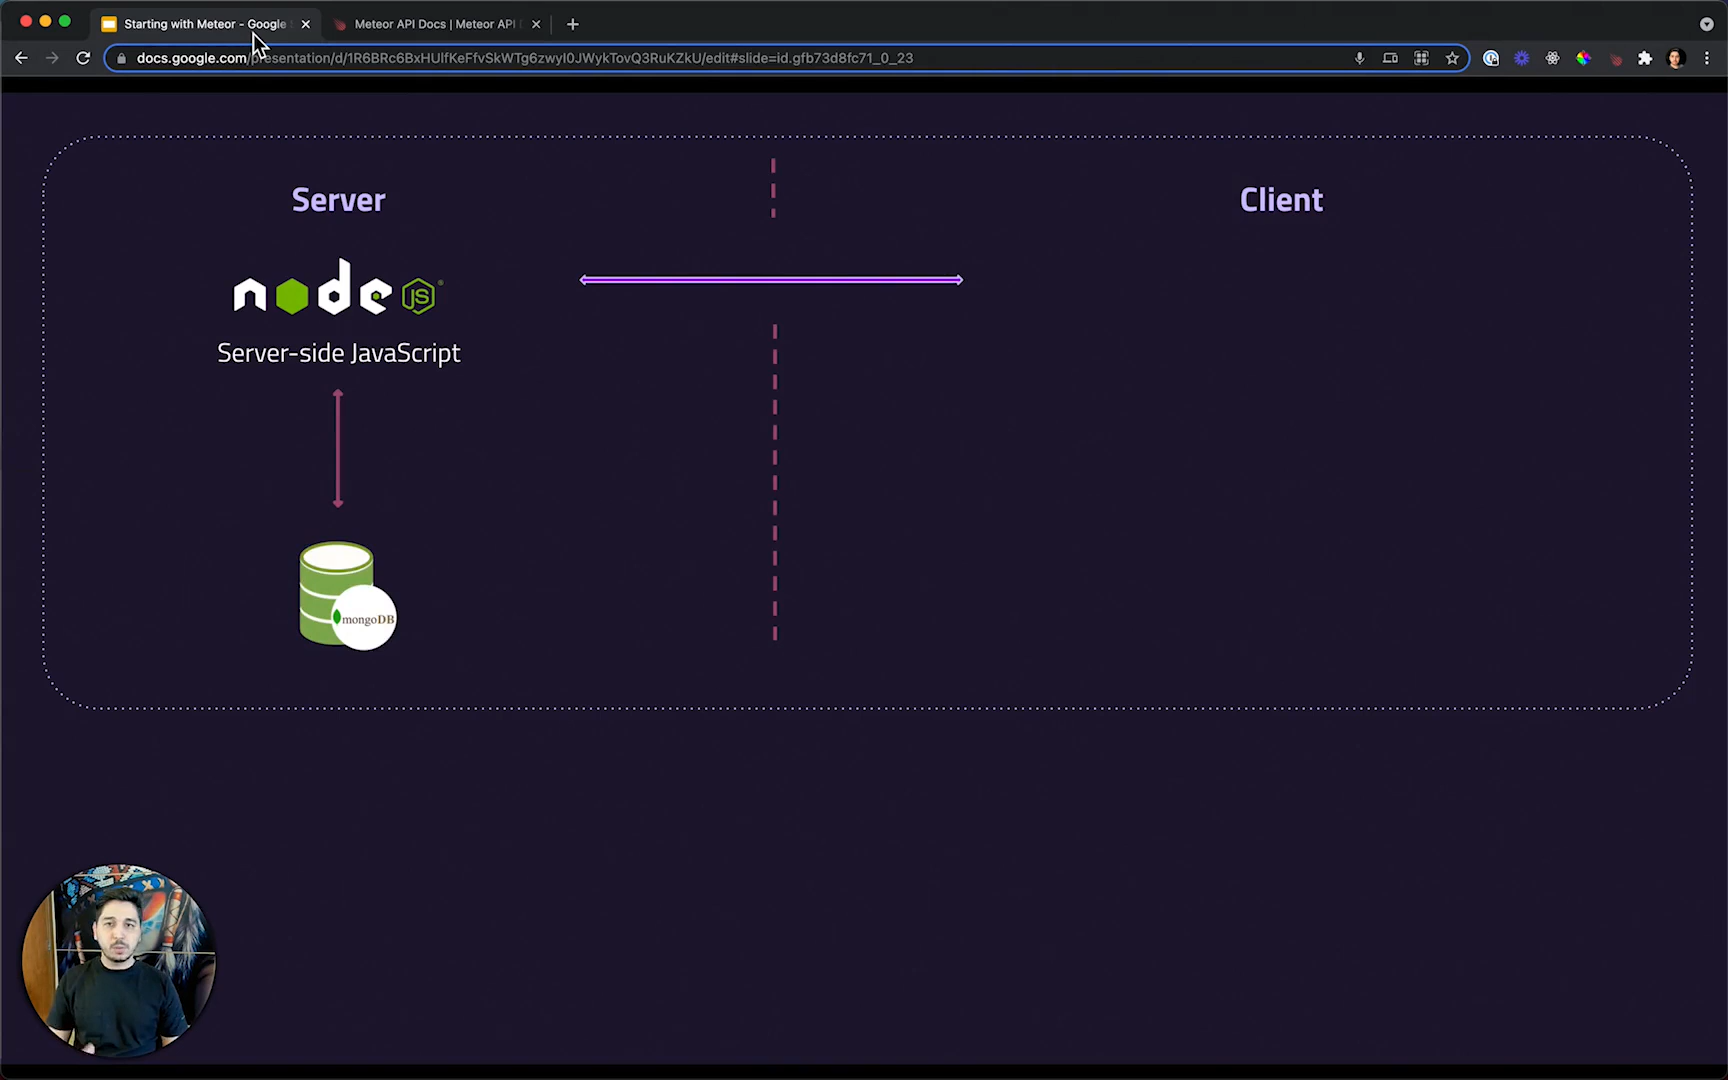 Starting with Meteor - Google
Meteor API Docs | Meteor API
docs.google.com/presentation/d/1R6BRc6BxHUlfKeFfvSkWTg6zwyI0JWykTovQ3RuKZkU/edit#slide=id.gfb73d8fc71_0_23
Server
Client
node JS
Server-side JavaScript
mongoDB